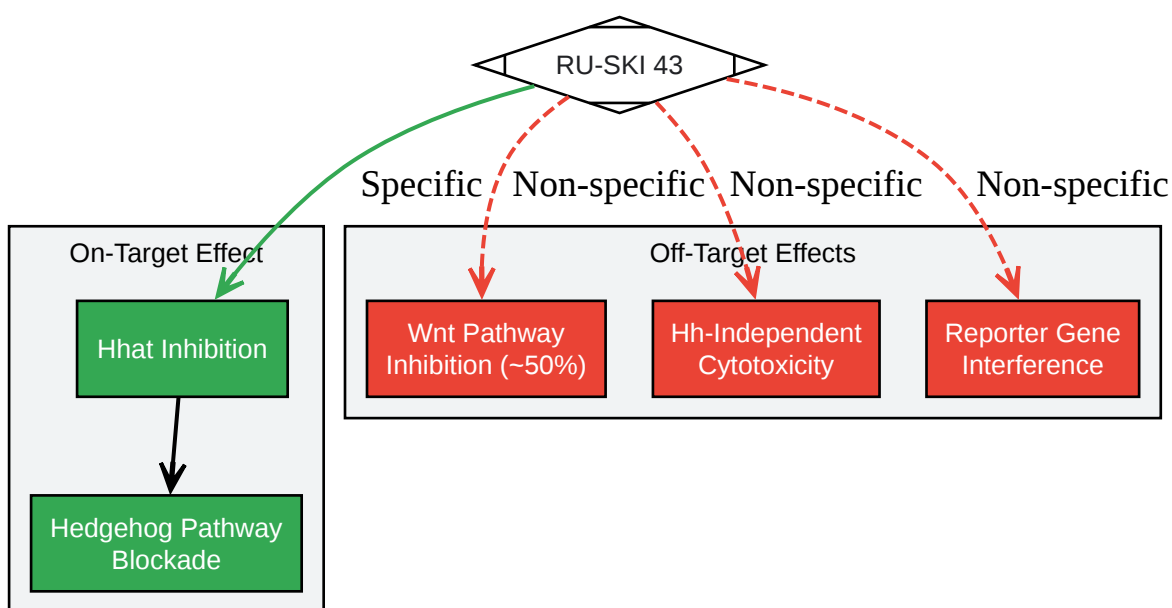 RU-SKI 43
Specific
Non-specific
Non-specific
Non-specific
On-Target Effect
Off-Target Effects
Hhat Inhibition
Wnt Pathway
Inhibition (~50%)
Hh-Independent
Cytotoxicity
Reporter Gene
Interference
Hedgehog Pathway
Blockade